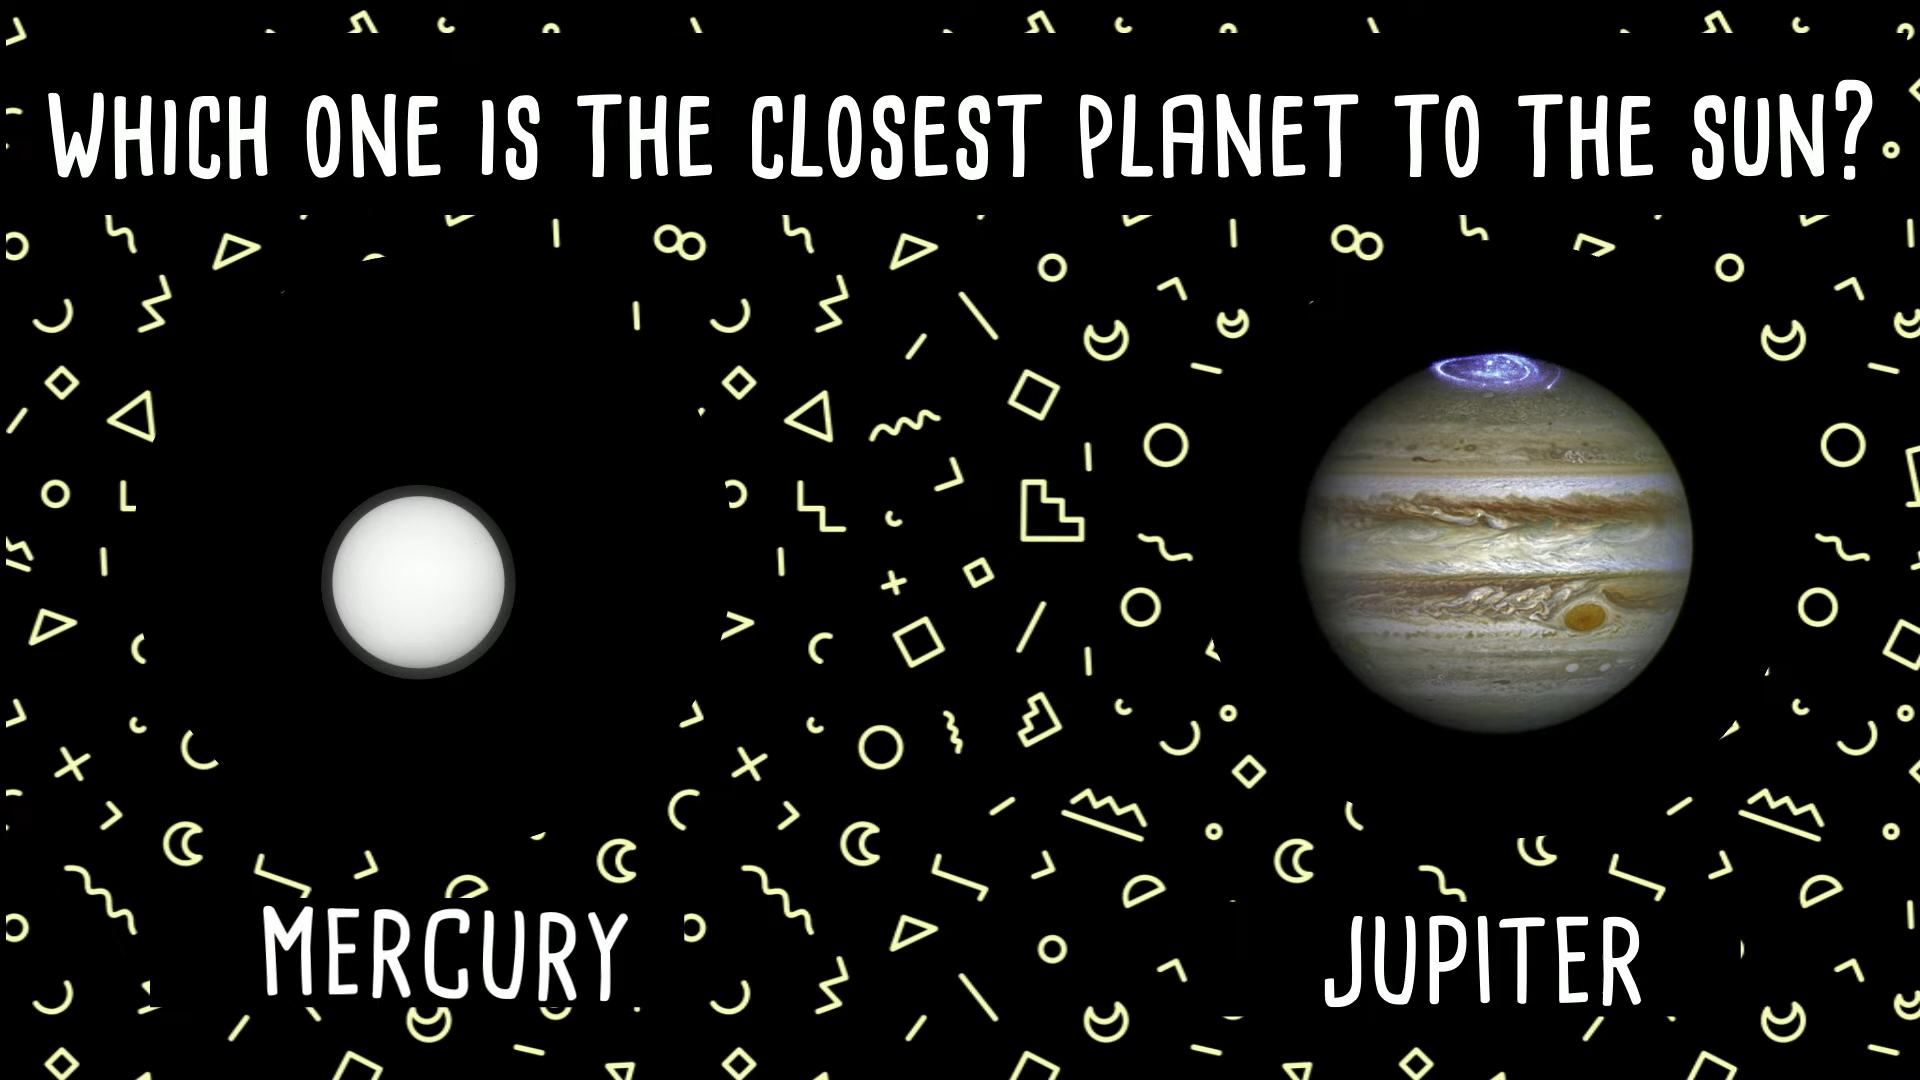 WHICH ONE IS THE CLOSEST PLANET TO THE SUN?
MERCURY
JUPITER